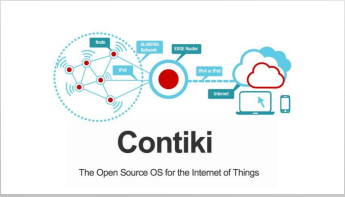 Node
6LoWPAN
Network
EDGE Router
IPv6
IPv4 or IPv6
Internet
Contiki
The Open Source OS for the Internet of Things